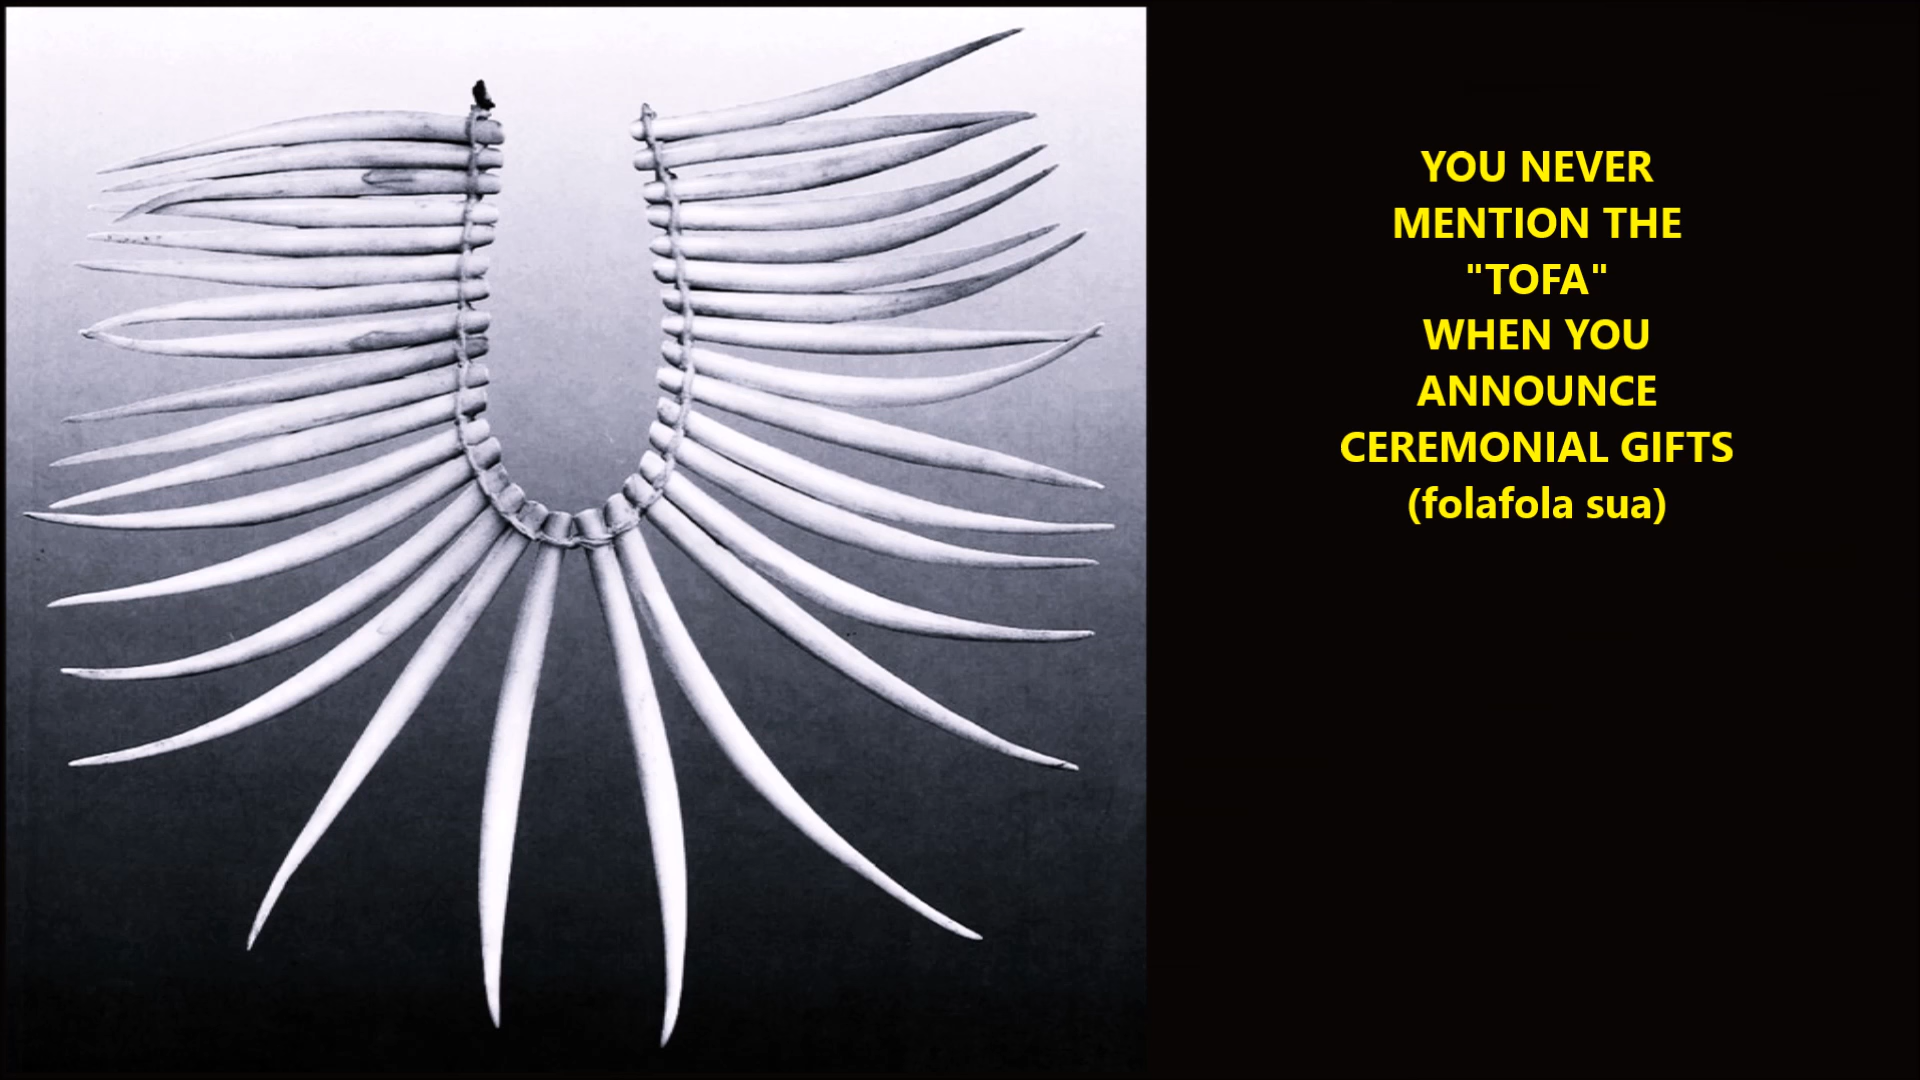 YOU NEVER
MENTION THE
"TOFA"
WHEN YOU
ANNOUNCE
CEREMONIAL GIFTS
(folafola sua)